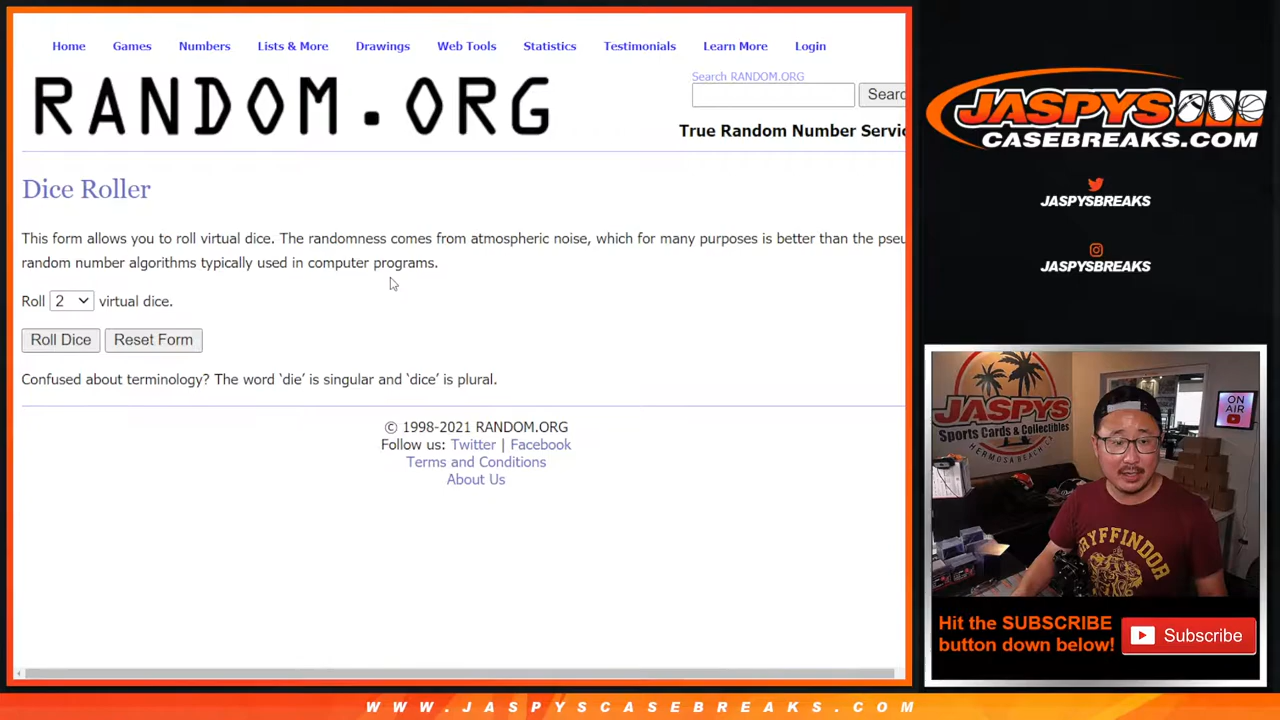 Home Games Numbers Lists & More Drawings Web Tools Statistics Testimonials Learn More Login
RANDOM.ORG
Search RANDOM.ORG
Searc
True Random Number Servic
Dice Roller
This form allows you to roll virtual dice. The randomness comes from atmospheric noise, which for many purposes is better than the pseu
random number algorithms typically used in computer programs.
Roll 2 virtual dice.
Roll Dice Reset Form
Confused about terminology? The word ‘die’ is singular and ‘dice’ is plural.
© 1998-2021 RANDOM.ORG
Follow us: Twitter | Facebook
Terms and Conditions
About Us
JASPYS
CASEBREAKS.COM
JASPYSBREAKS
JASPYSBREAKS
JASPYS
Sports Cards & Collectibles
HERMOSA BEACH, CA
ON
AIR
GRYFFINDOR
Hit the SUBSCRIBE
button down below!
Subscribe
WWW.JASPYSCASEBREAKS.COM